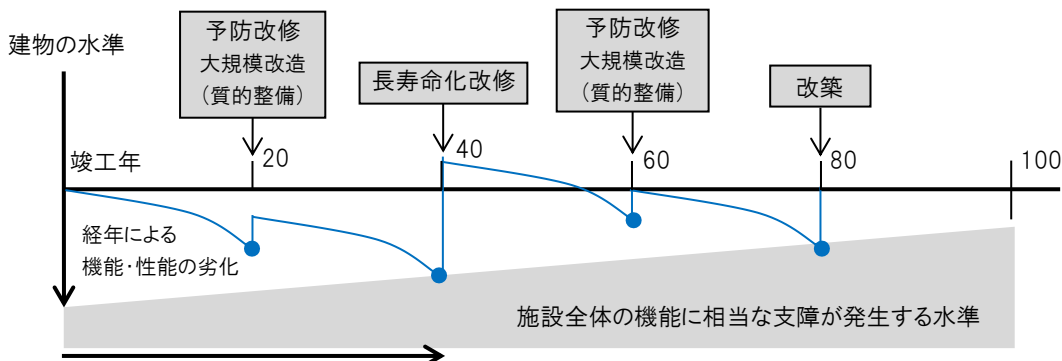 建物の水準
予防改修
大規模改造
（質的整備）
長寿命化改修
予防改修
大規模改造
（質的整備）
改築
竣工年
20
40
60
80
100
経年による
機能・性能の劣化
施設全体の機能に相当な支障が発生する水準